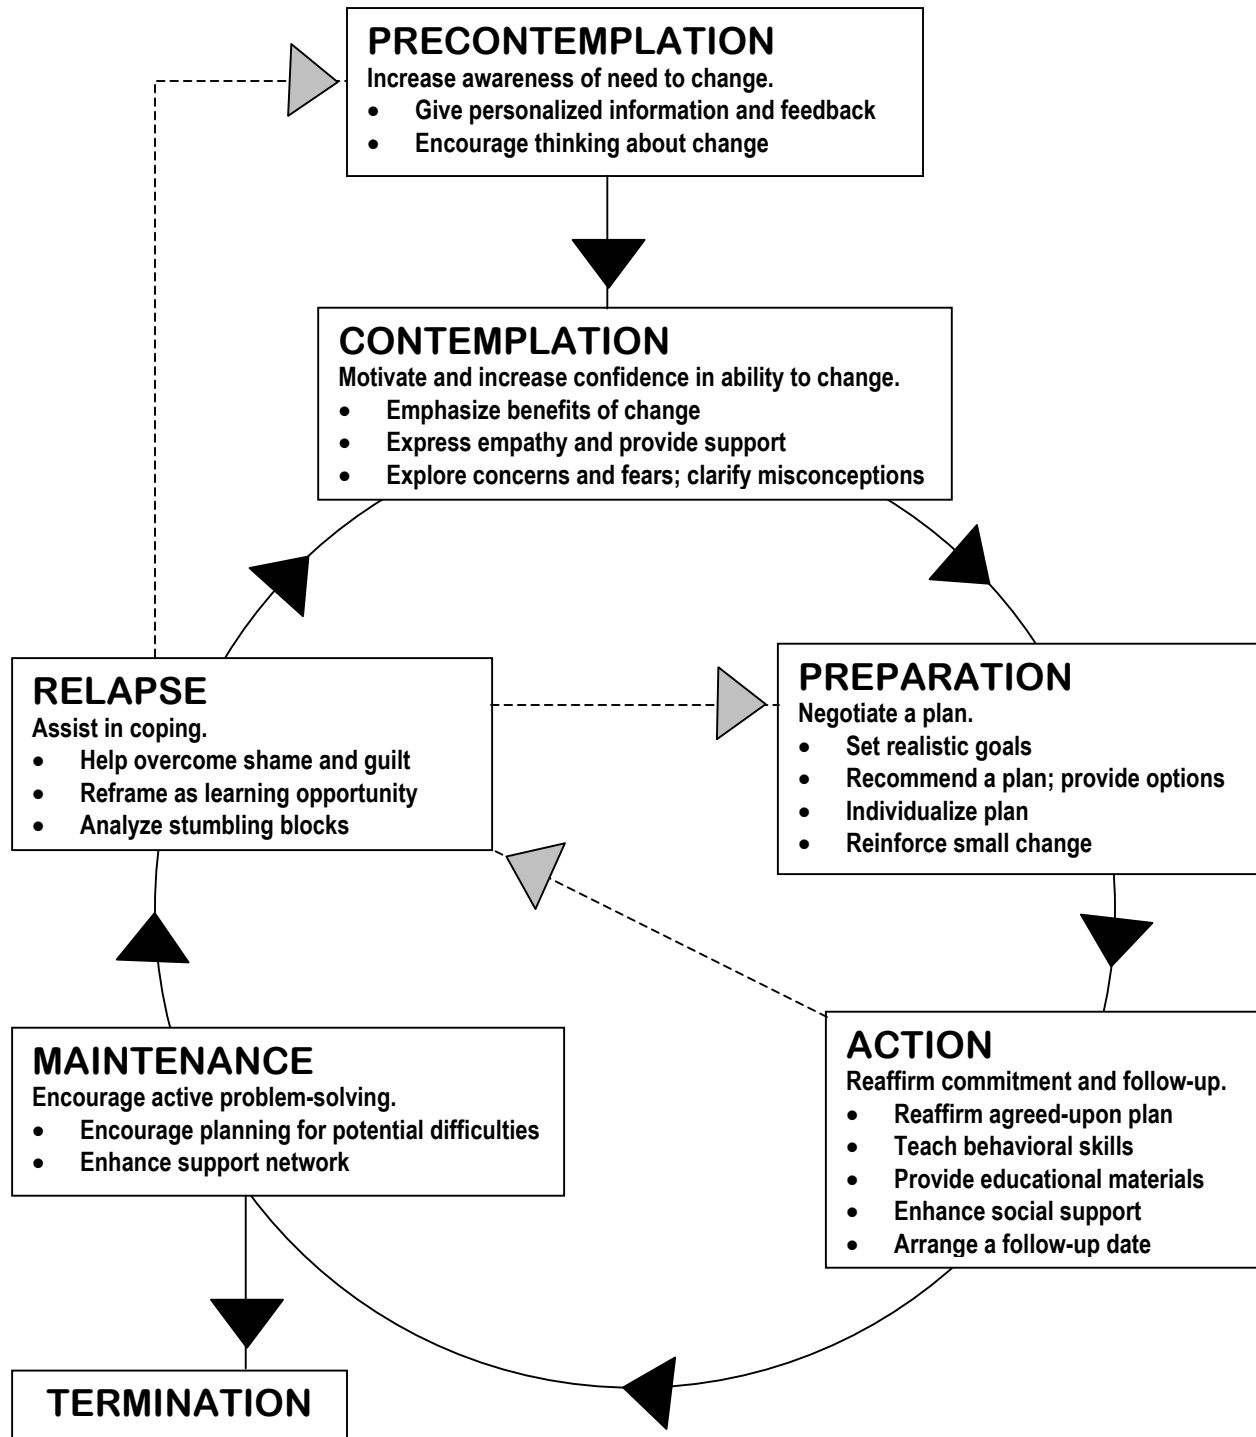 PRECONTEMPLATION
Increase awareness of need to change.
• Give personalized information and feedback
• Encourage thinking about change
CONTEMPLATION
Motivate and increase confidence in ability to change.
• Emphasize benefits of change
• Express empathy and provide support
• Explore concerns and fears; clarify misconceptions
RELAPSE
Assist in coping.
• Help overcome shame and guilt
• Reframe as learning opportunity
• Analyze stumbling blocks
PREPARATION
Negotiate a plan.
• Set realistic goals
• Recommend a plan; provide options
• Individualize plan
• Reinforce small change
MAINTENANCE
Encourage active problem-solving.
• Encourage planning for potential difficulties
• Enhance support network
ACTION
Reaffirm commitment and follow-up.
• Reaffirm agreed-upon plan
• Teach behavioral skills
• Provide educational materials
• Enhance social support
• Arrange a follow-up date
TERMINATION